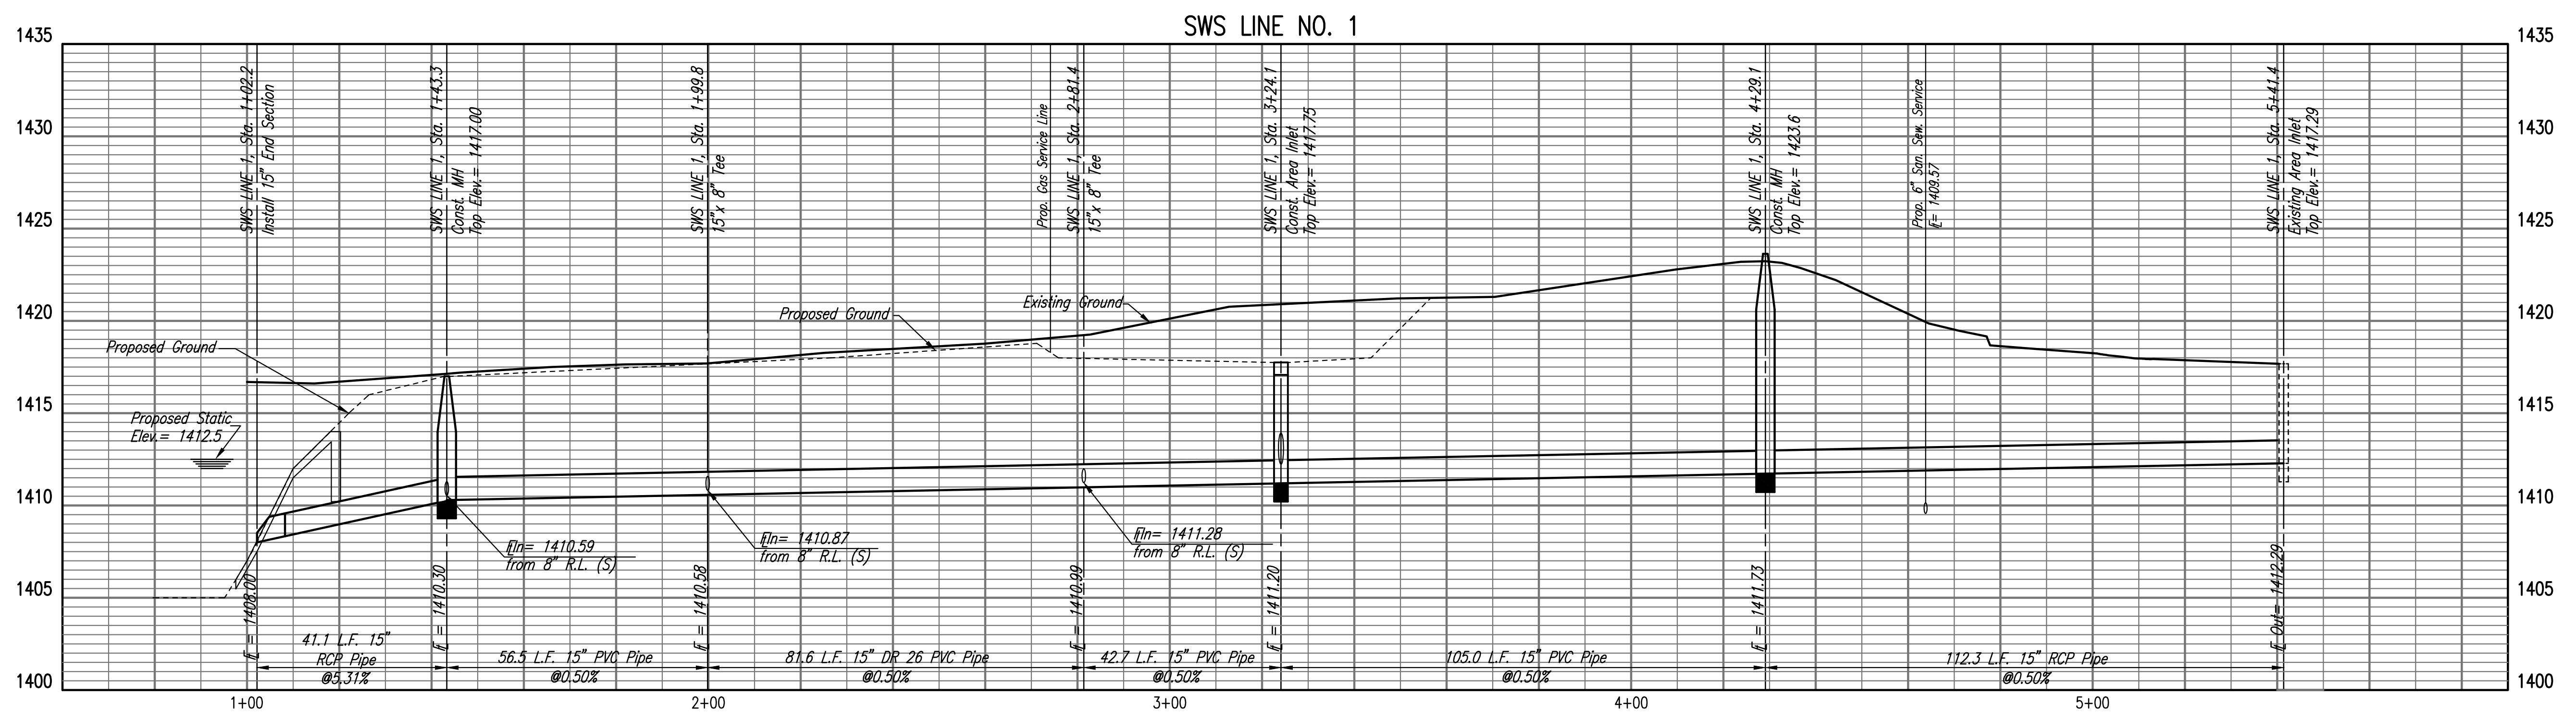 SWS LINE NO. 1
1435
1430
1425
1420
1415
1410
1405
1400
1435
1430
1425
1420
1415
1410
1405
1400
SWS LINE 1, Sta. 1+02.2
Install 15" End Section
SWS LINE 1, Sta. 1+43.3
Const. MH
Top Elev.= 1417.00
SWS LINE 1, Sta. 1+99.8
15"x 8" Tee
Prop. Gas Service Line
SWS LINE 1, Sta. 2+81.4
15"x 8" Tee
SWS LINE 1, Sta. 3+24.1
Const. Area Inlet
Top Elev.= 1417.75
SWS LINE 1, Sta. 4+29.1
Const. MH
Top Elev.= 1423.6
Prop. 6" San. Sew. Service
℄= 1409.57
SWS LINE 1, Sta. 5+41.4
Existing Area Inlet
Top Elev.= 1417.29
Proposed Ground
Proposed Static
Elev.= 1412.5
Proposed Ground
Existing Ground
℄In= 1410.59
from 8" R.L. (S)
℄In= 1410.87
from 8" R.L. (S)
℄In= 1411.28
from 8" R.L. (S)
℄= 1408.00
℄= 1410.30
℄= 1410.58
℄= 1410.99
℄= 1411.20
℄= 1411.73
℄ Out= 1412.29
41.1 L.F. 15"
RCP Pipe
@5.31%
56.5 L.F. 15" PVC Pipe
@0.50%
81.6 L.F. 15" DR 26 PVC Pipe
@0.50%
42.7 L.F. 15" PVC Pipe
@0.50%
105.0 L.F. 15" PVC Pipe
@0.50%
112.3 L.F. 15" RCP Pipe
@0.50%
1+00
2+00
3+00
4+00
5+00